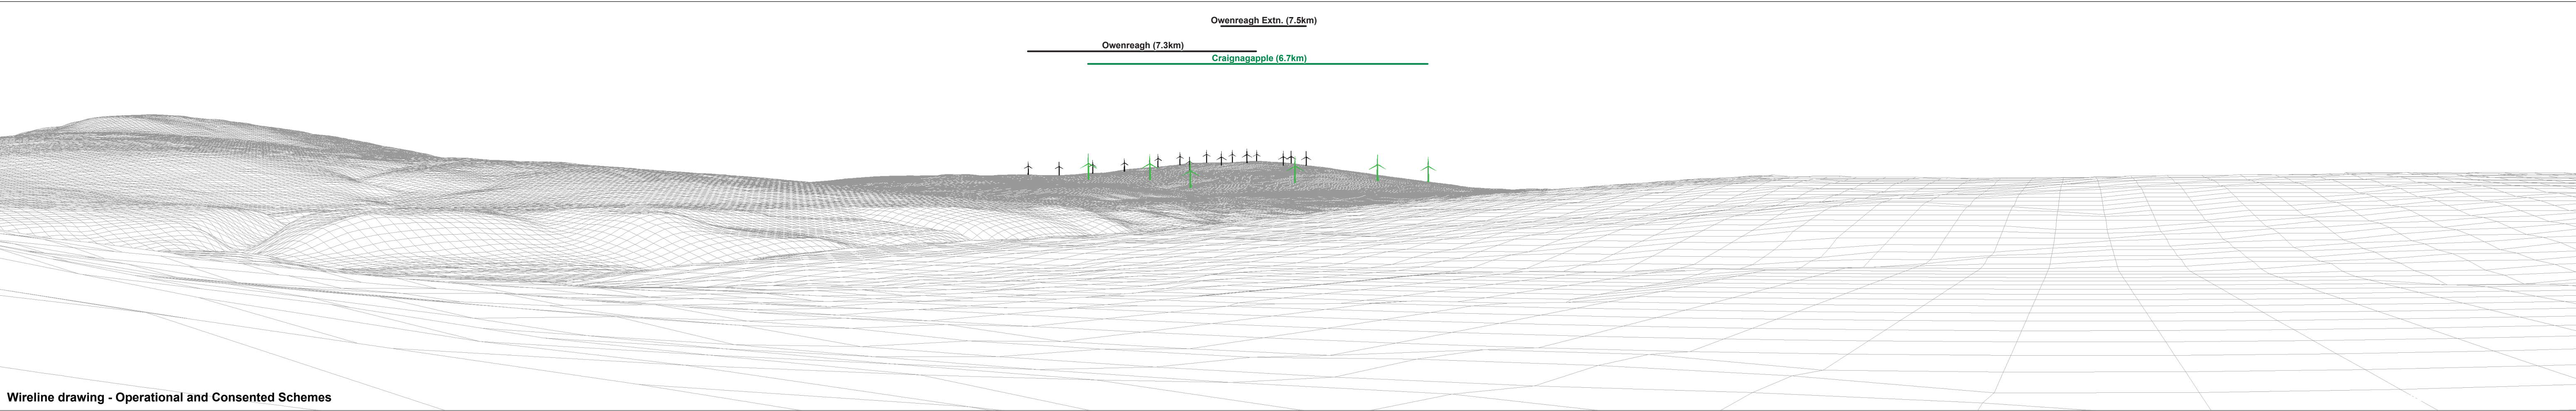 Owenreagh Extn. (7.5km)
Owenreagh (7.3km)
Craignagapple (6.7km)
Wireline drawing - Operational and Consented Schemes